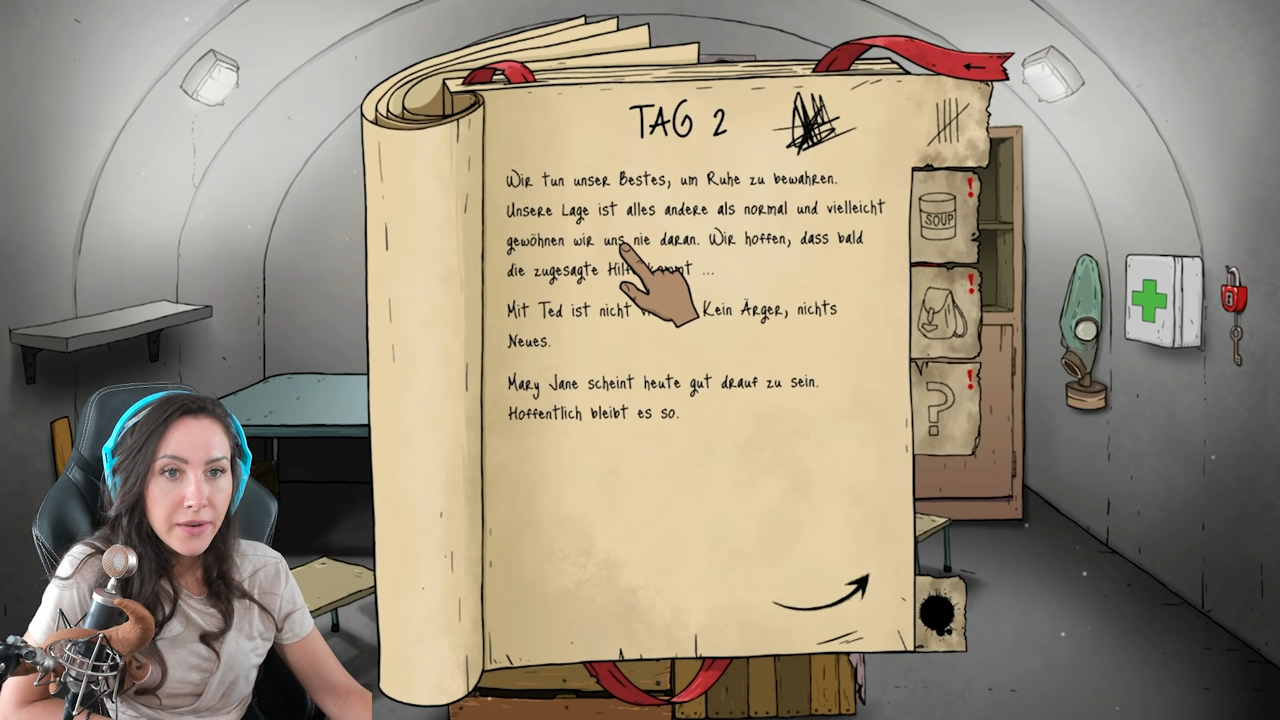 TAG 2
Wir tun unser Bestes, um Ruhe zu bewahren.
Unsere Lage ist alles andere als normal und vielleicht
gewöhnen wir uns nie daran. Wir hoffen, dass bald
die zugesagte ...
Mit Ted ist nicht Kein Ärger, nichts
Neues.
Mary Jane scheint heute gut drauf zu sein.
Hoffentlich bleibt es so.
SOUP
!
!
?
!